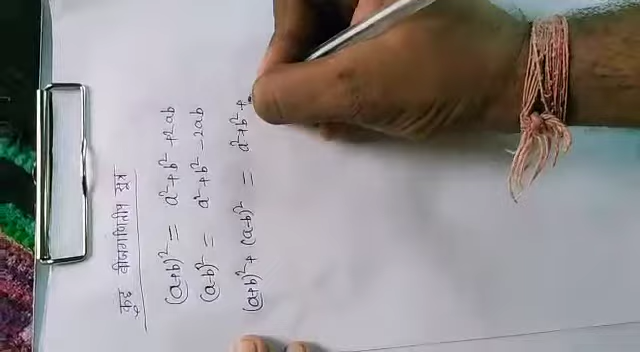 कुछ बीजगणितीय सूत्र
(a+b)² = a²+b²+2ab
(a-b)² = a²+b²-2ab
(a+b)² + (a-b)² = a²+b²+